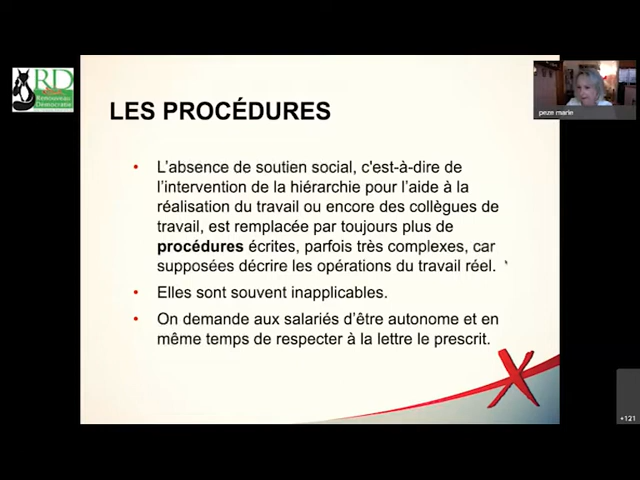 RD
Renouveau
Démocratie
peze marie
LES PROCÉDURES
• L'absence de soutien social, c'est-à-dire de
l'intervention de la hiérarchie pour l'aide à la
réalisation du travail ou encore des collègues de
travail, est remplacée par toujours plus de
procédures écrites, parfois très complexes, car
supposées décrire les opérations du travail réel.
• Elles sont souvent inapplicables.
• On demande aux salariés d'être autonome et en
même temps de respecter à la lettre le prescrit.
+121